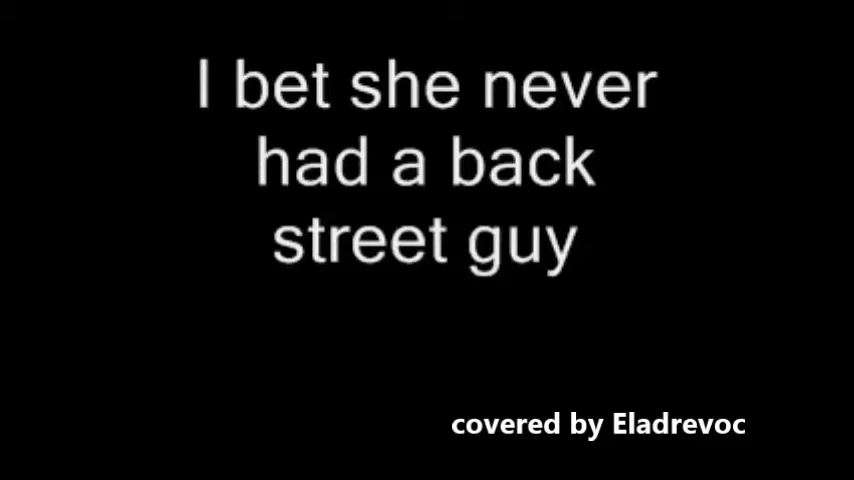 I bet she never
had a back
street guy
covered by Eladrevoc